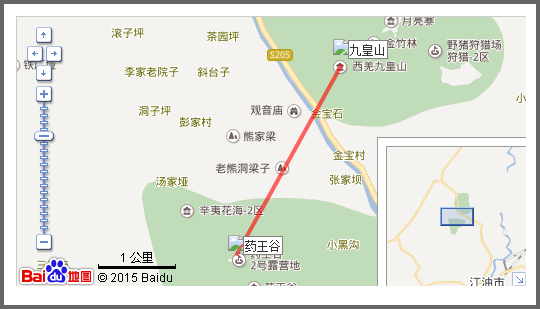 滚子坪
茶园坪
月亮寨
金竹林
野猪狩猎场
狩猎-2区
S205
九皇山
西羌九皇山
李家老院子
斜台子
洞子坪
彭家村
观音庙
金宝石
熊家梁
金宝村
老熊洞梁子
张家坝
汤家垭
辛夷花海-2区
药王谷
2号露营地
小黑沟
1 公里
Baidu地图
© 2015 Baidu
江油市